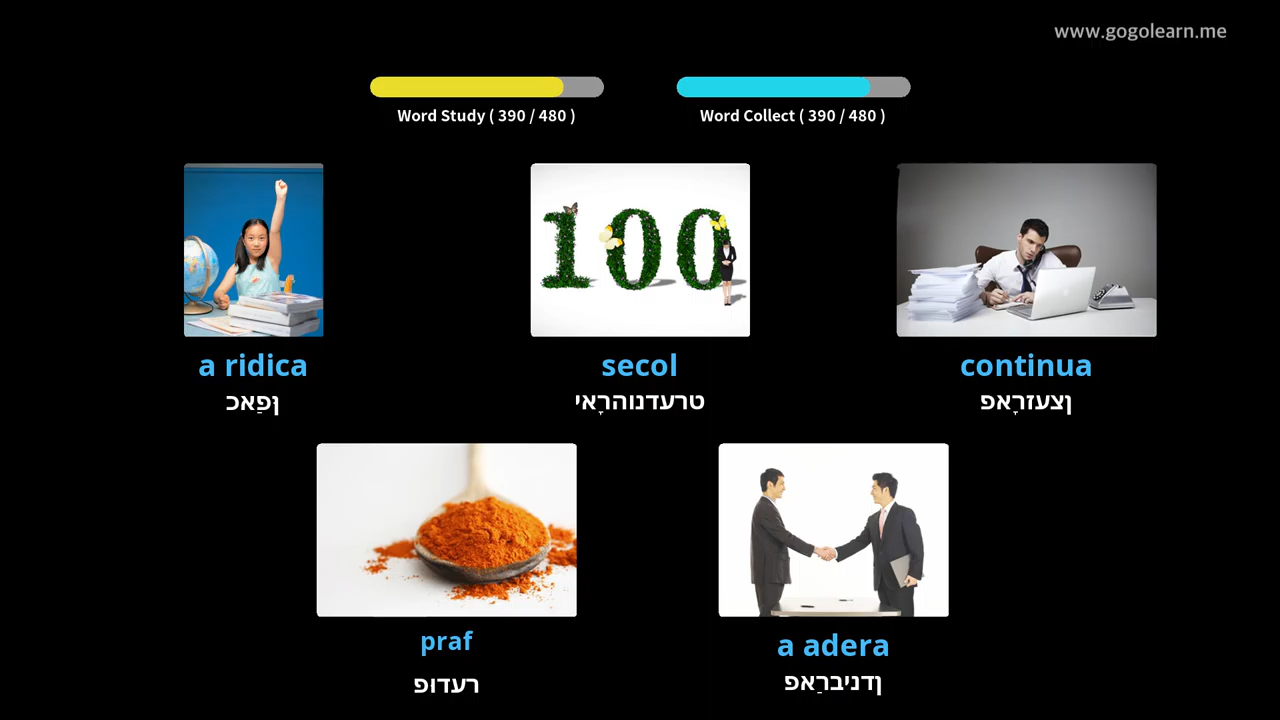 www.gogolearn.me
Word Study ( 390 / 480 )
Word Collect ( 390 / 480 )
a ridica
כאַפּן
secol
יאָרהונדערט
continua
פאָרזעצן
praf
פודער
a adera
פאַרבינדן